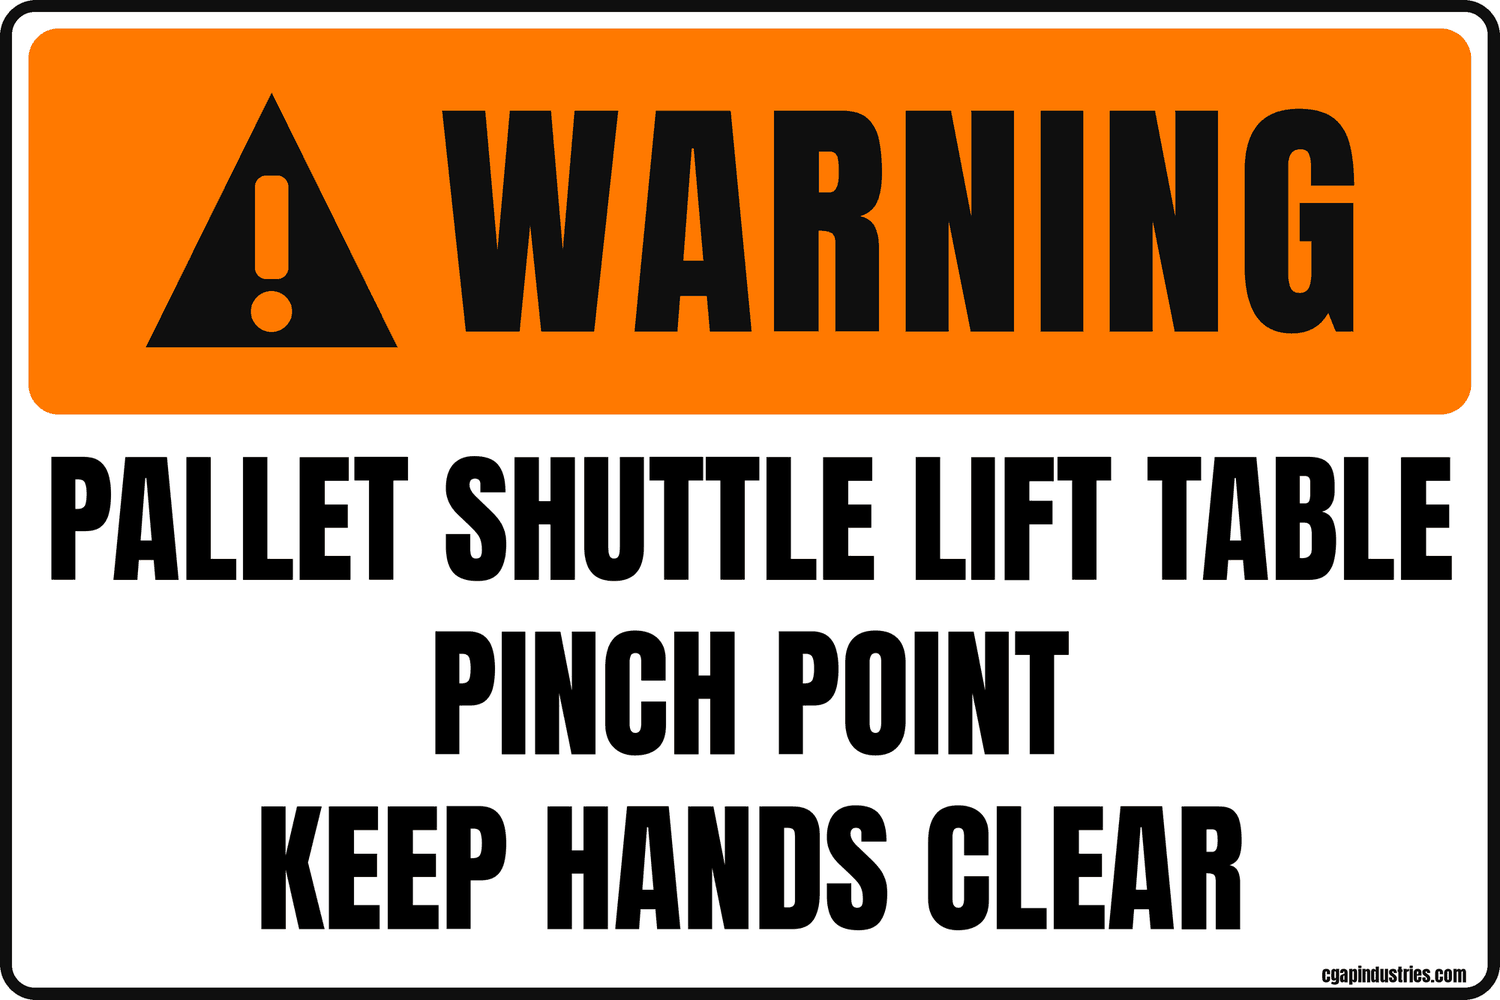 WARNING
PALLET SHUTTLE LIFT TABLE
PINCH POINT
KEEP HANDS CLEAR
cgapindustries.com